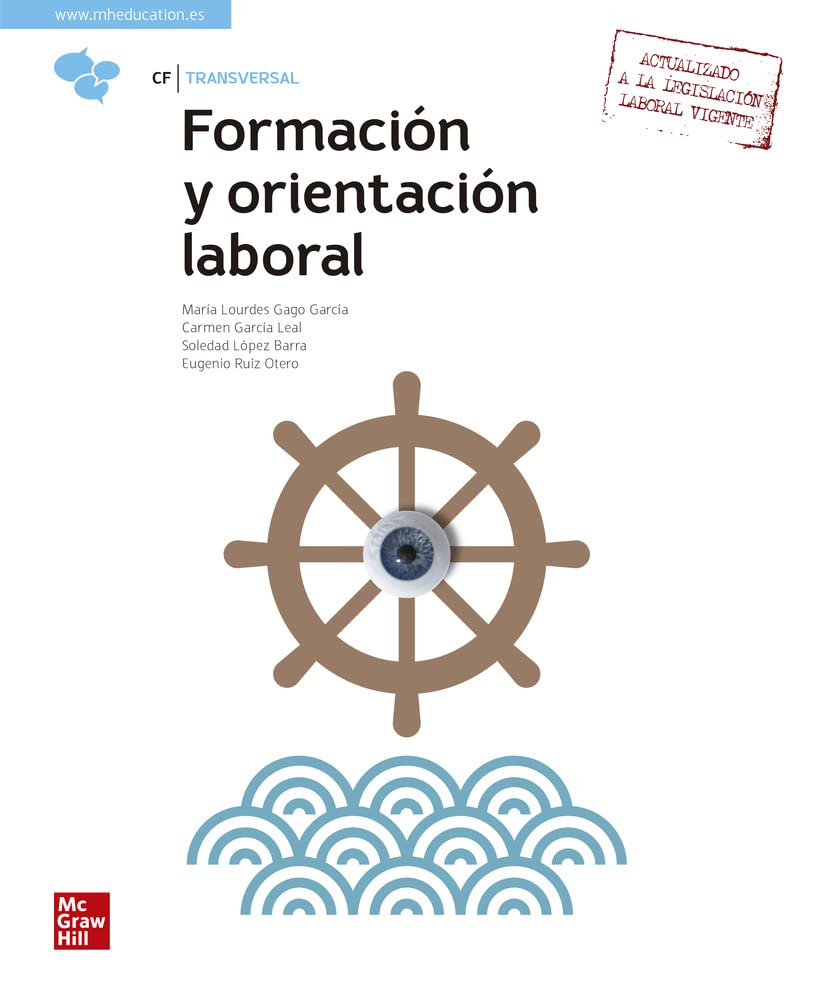 www.mheducation.es
CF | TRANSVERSAL
ACTUALIZADO
A LA LEGISLACIÓN
LABORAL VIGENTE
Formación
y orientación
laboral
María Lourdes Gago García
Carmen García Leal
Soledad López Barra
Eugenio Ruiz Otero
Mc
Graw
Hill